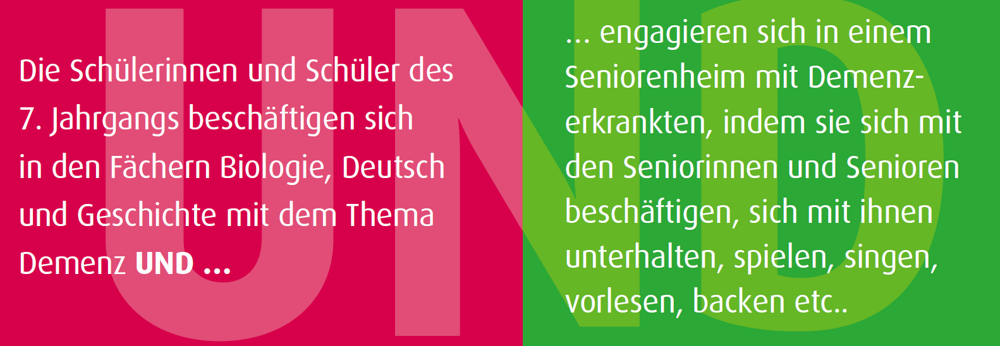 UND
Die Schülerinnen und Schüler des
7. Jahrgangs beschäftigen sich
in den Fächern Biologie, Deutsch
und Geschichte mit dem Thema
Demenz UND ...
... engagieren sich in einem
Seniorenheim mit Demenz-
erkrankten, indem sie sich mit
den Seniorinnen und Senioren
beschäftigen, sich mit ihnen
unterhalten, spielen, singen,
vorlesen, backen etc..